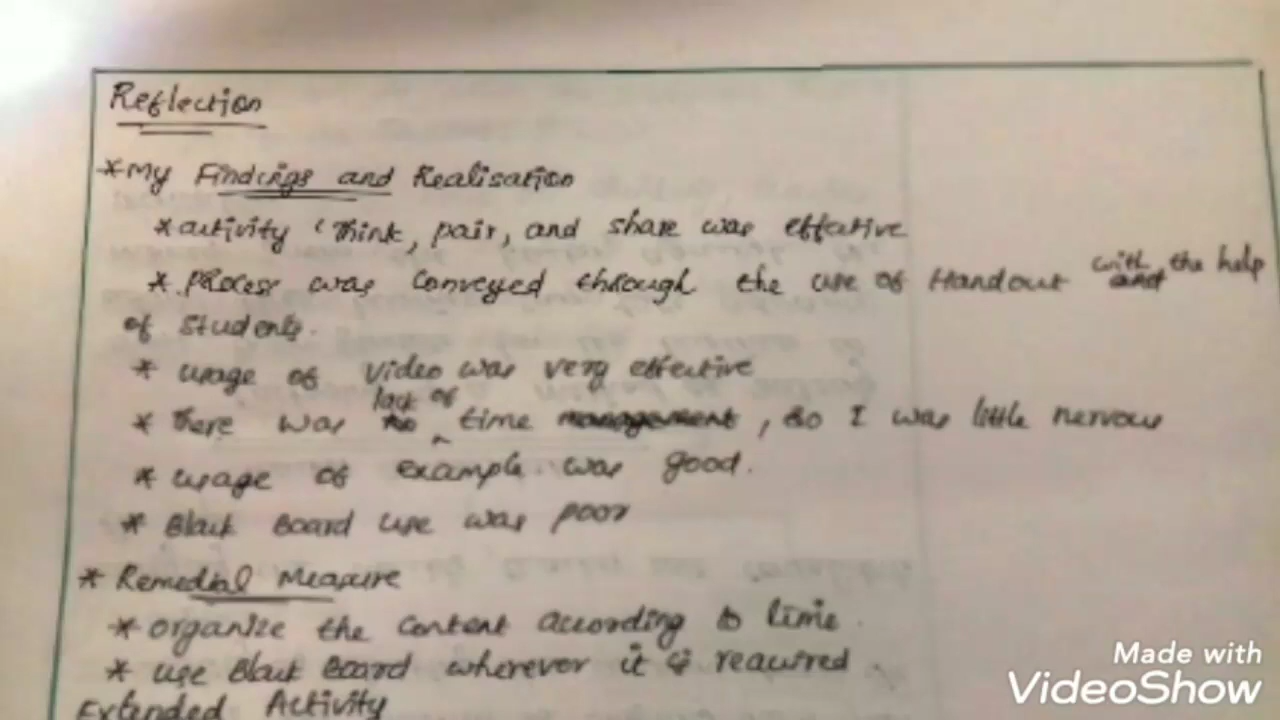 Reflection
*My Findings and Realisation
*activity 'Think, pair, and share was effective
* Process was conveyed through the use of Handout with the help
of students.
* usage of video was very effective
* There was lack of time, so I was little nervous
* usage of example was good.
* Black Board use was poor
* Remedial Measure
* organize the content according to time.
* use Black Board wherever it is required.
Extended Activity
Made with
VideoShow